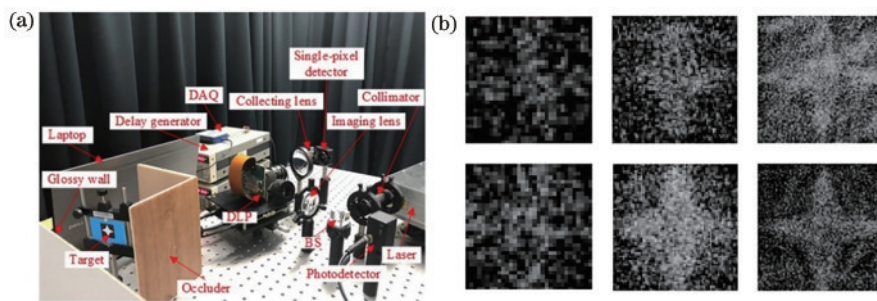 (a)
(b)
Single-pixel
detector
DAQ
Collecting lens
Collimator
Delay generator
Imaging lens
Laptop
Glossy wall
DLP
BS
Laser
Target
Photodetector
Occluder